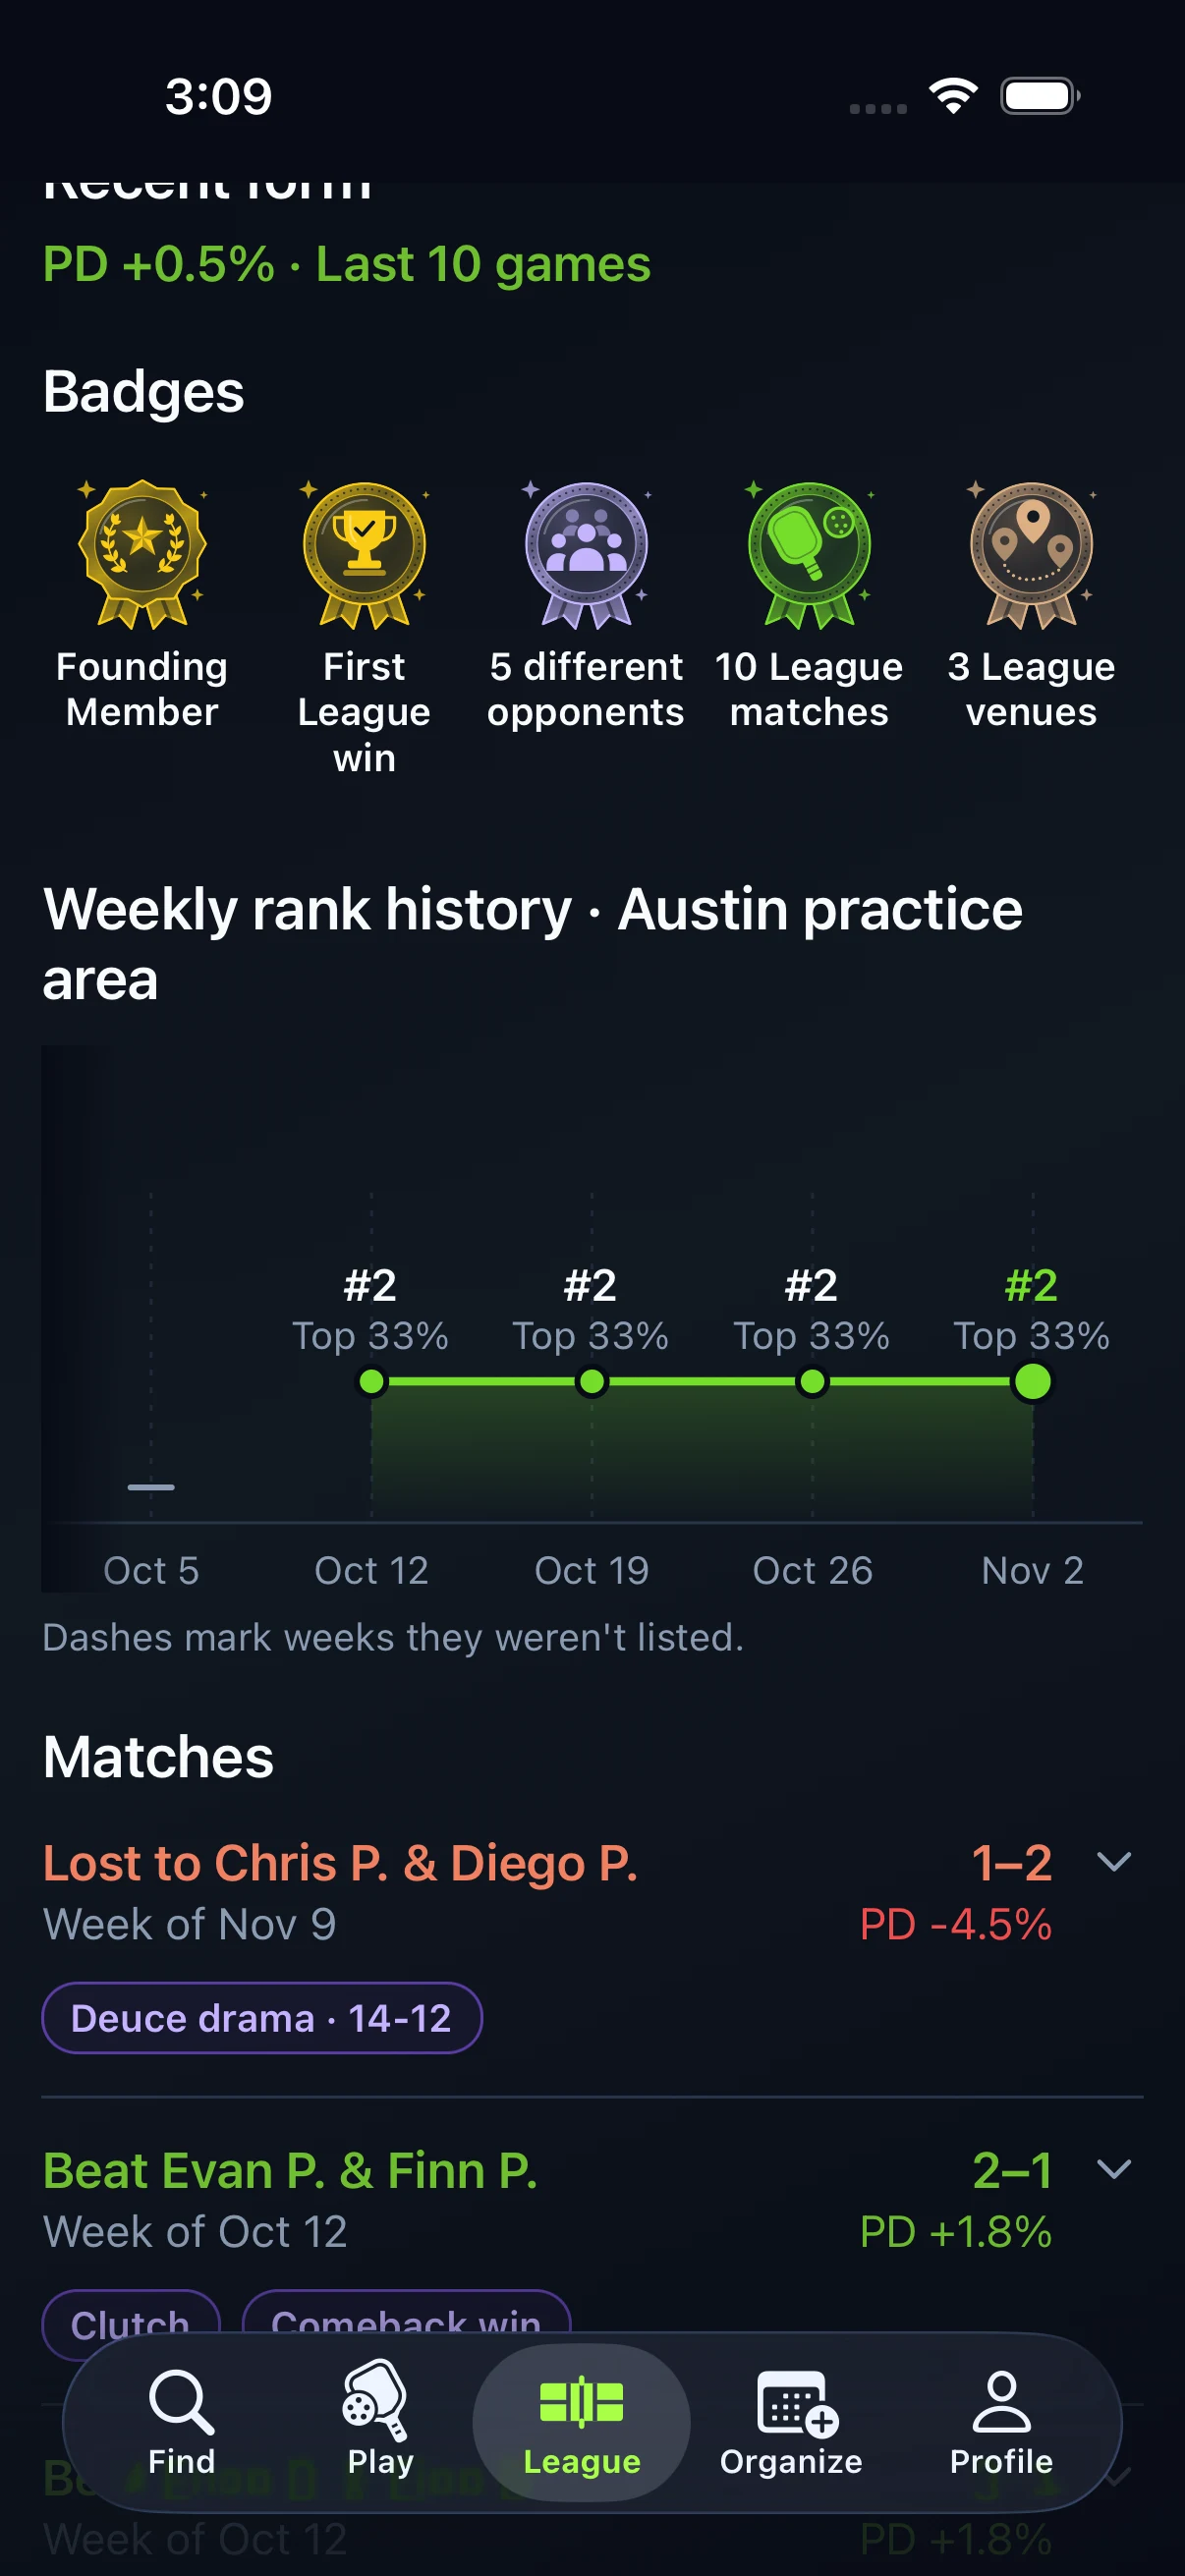 3:09
Recent form
PD +0.5% · Last 10 games
Badges
Founding
Member
First
League
win
5 different
opponents
10 League
matches
3 League
venues
Weekly rank history · Austin practice
area
#2
Top 33%
#2
Top 33%
#2
Top 33%
#2
Top 33%
Oct 5
Oct 12
Oct 19
Oct 26
Nov 2
Dashes mark weeks they weren't listed.
Matches
Lost to Chris P. & Diego P.
1–2
Week of Nov 9
PD -4.5%
Deuce drama · 14-12
Beat Evan P. & Finn P.
2–1
Week of Oct 12
PD +1.8%
Clutch
Comeback win
Find
Play
League
Organize
Profile
Week of Oct 12
PD +1.8%